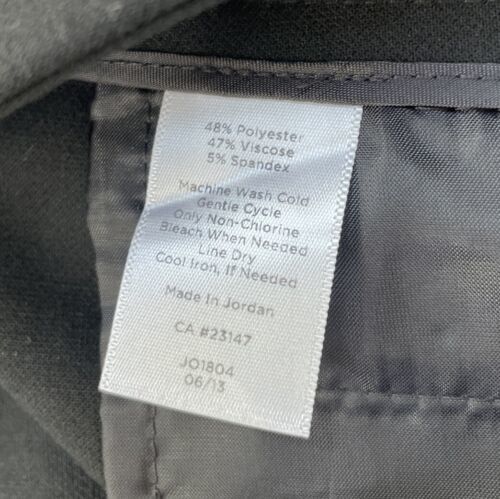 48% Polyester
47% Viscose
5% Spandex
Machine Wash Cold
Gentle Cycle
Only Non-Chlorine
Bleach When Needed
Line Dry
Cool Iron, If Needed
Made In Jordan
CA #23147
JO1804
06/13